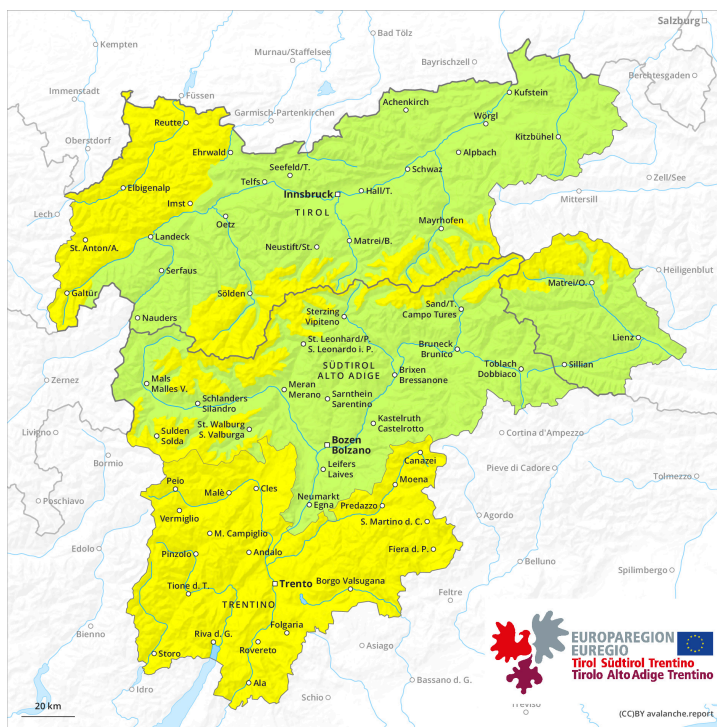 Salzburg
Kempten
Bad Tölz
Murnau/Staffelsee
Bayrischzell
Berchtesgaden
Immenstadt
Füssen
Kufstein
Achenkirch
Garmisch-Partenkirchen
Wörgl
Reutte
Oberstdorf
Kitzbühel
Ehrwald
Alpbach
Seefeld/T.
Schwaz
Zell/See
Telfs
Elbigenalp
Innsbruck
Hall/T.
Mittersill
Imst
TIROL
Lech
Oetz
Mayrhofen
Landeck
Neustift/St.
Matrei/B.
St. Anton/A.
Serfaus
Heiligenblut
Galtür
Sölden
Matrei/O.
Sand/T.
Campo Tures
Sterzing
Vipiteno
Nauders
Lienz
St. Leonhard/P.
S. Leonardo i. P.
Bruneck
Brunico
Toblach
Dobbiaco
Sillian
SÜDTIROL
ALTO ADIGE
Brixen
Bressanone
Zernez
Mals
Malles V.
Meran
Merano
Schlanders
Silandro
Sarnthein
Sarentino
St. Walburg
S. Valburga
Kastelruth
Castelrotto
Livigno
Sulden
Solda
Cortina d'Ampezzo
Bozen
Bolzano
Bormio
Canazei
Leifers
Laives
Pieve di Cadore
Tolmezzo
Moena
Peio
Malè
Cles
Poschiavo
Neumarkt
Egna
Predazzo
Vermiglio
Agordo
S. Martino d. C.
M. Campiglio
Edolo
Pinzolo
Andalo
Fiera d. P.
Belluno
Spilimbergo
Trento
Borgo Valsugana
Tione d. T.
Feltre
TRENTINO
Folgaria
Bienno
Riva d. G.
Rovereto
Asiago
Storo
Bassano d. G.
Ala
Idro
Schio
Treviso
EUROPAREGION
EUREGIO
Tirol Südtirol Trentino
Tirolo Alto Adige Trentino
20 km
(CC)BY avalanche.report